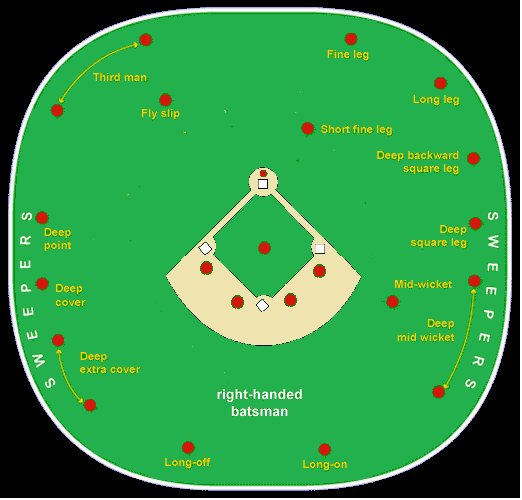 Fine leg
Third man
Long leg
Fly slip
Short fine leg
Deep backward
square leg
SWEEPERS
Deep
point
Deep
square leg
SWEEPERS
Deep
cover
Mid-wicket
Deep
mid wicket
Deep
extra cover
right-handed
batsman
Long-off
Long-on